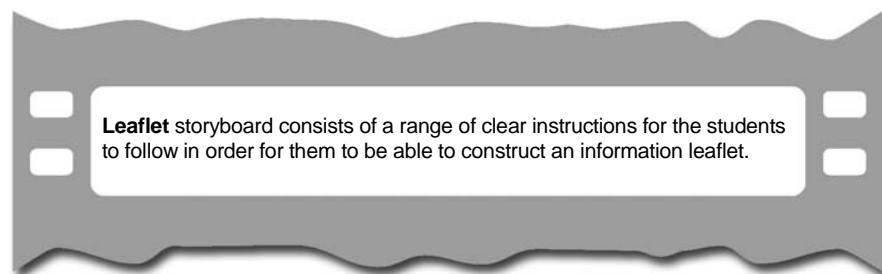 Leaflet storyboard consists of a range of clear instructions for the students
to follow in order for them to be able to construct an information leaflet.